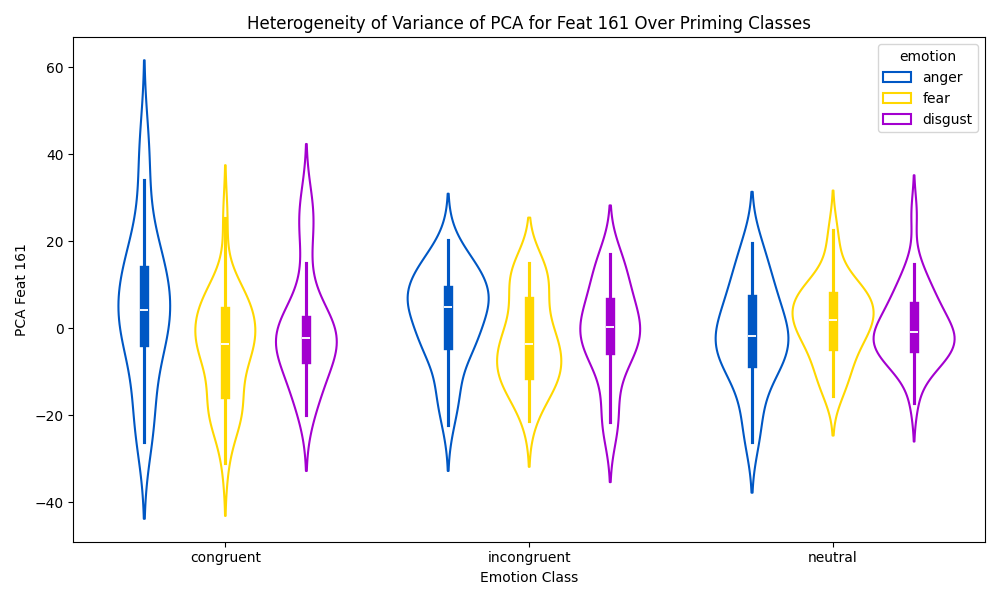 Heterogeneity of Variance of PCA for Feat 161 Over Priming Classes
emotion
anger
fear
disgust
PCA Feat 161
60
40
20
0
−20
−40
congruent
incongruent
neutral
Emotion Class